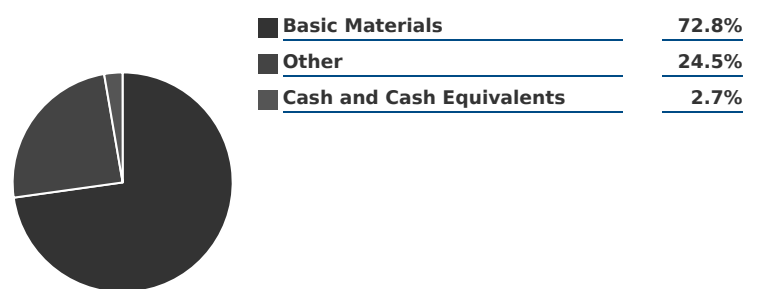 Basic Materials 72.8%
Other 24.5%
Cash and Cash Equivalents 2.7%